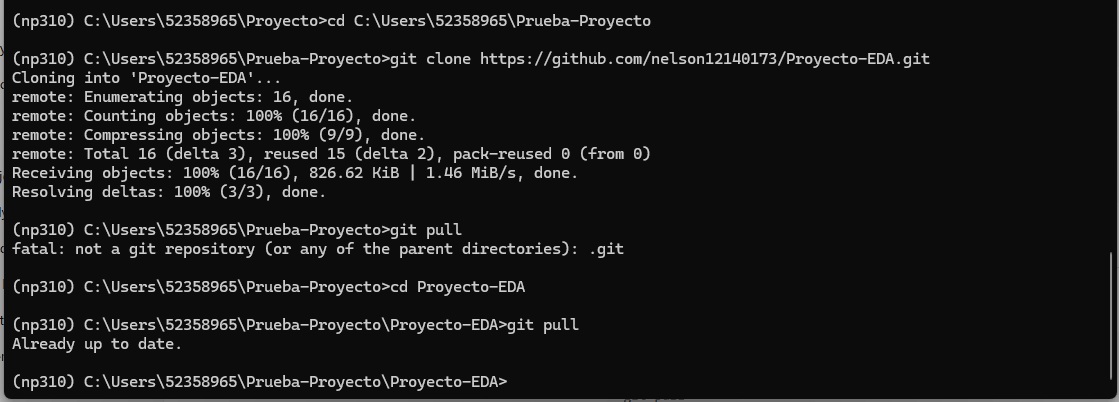 (np310) C:\Users\52358965\Proyecto>cd C:\Users\52358965\Prueba-Proyecto
(np310) C:\Users\52358965\Prueba-Proyecto>git clone https://github.com/nelson12140173/Proyecto-EDA.git
Cloning into 'Proyecto-EDA'...
remote: Enumerating objects: 16, done.
remote: Counting objects: 100% (16/16), done.
remote: Compressing objects: 100% (9/9), done.
remote: Total 16 (delta 3), reused 15 (delta 2), pack-reused 0 (from 0)
Receiving objects: 100% (16/16), 826.62 KiB | 1.46 MiB/s, done.
Resolving deltas: 100% (3/3), done.
(np310) C:\Users\52358965\Prueba-Proyecto>git pull
fatal: not a git repository (or any of the parent directories): .git
(np310) C:\Users\52358965\Prueba-Proyecto>cd Proyecto-EDA
(np310) C:\Users\52358965\Prueba-Proyecto\Proyecto-EDA>git pull
Already up to date.
(np310) C:\Users\52358965\Prueba-Proyecto\Proyecto-EDA>